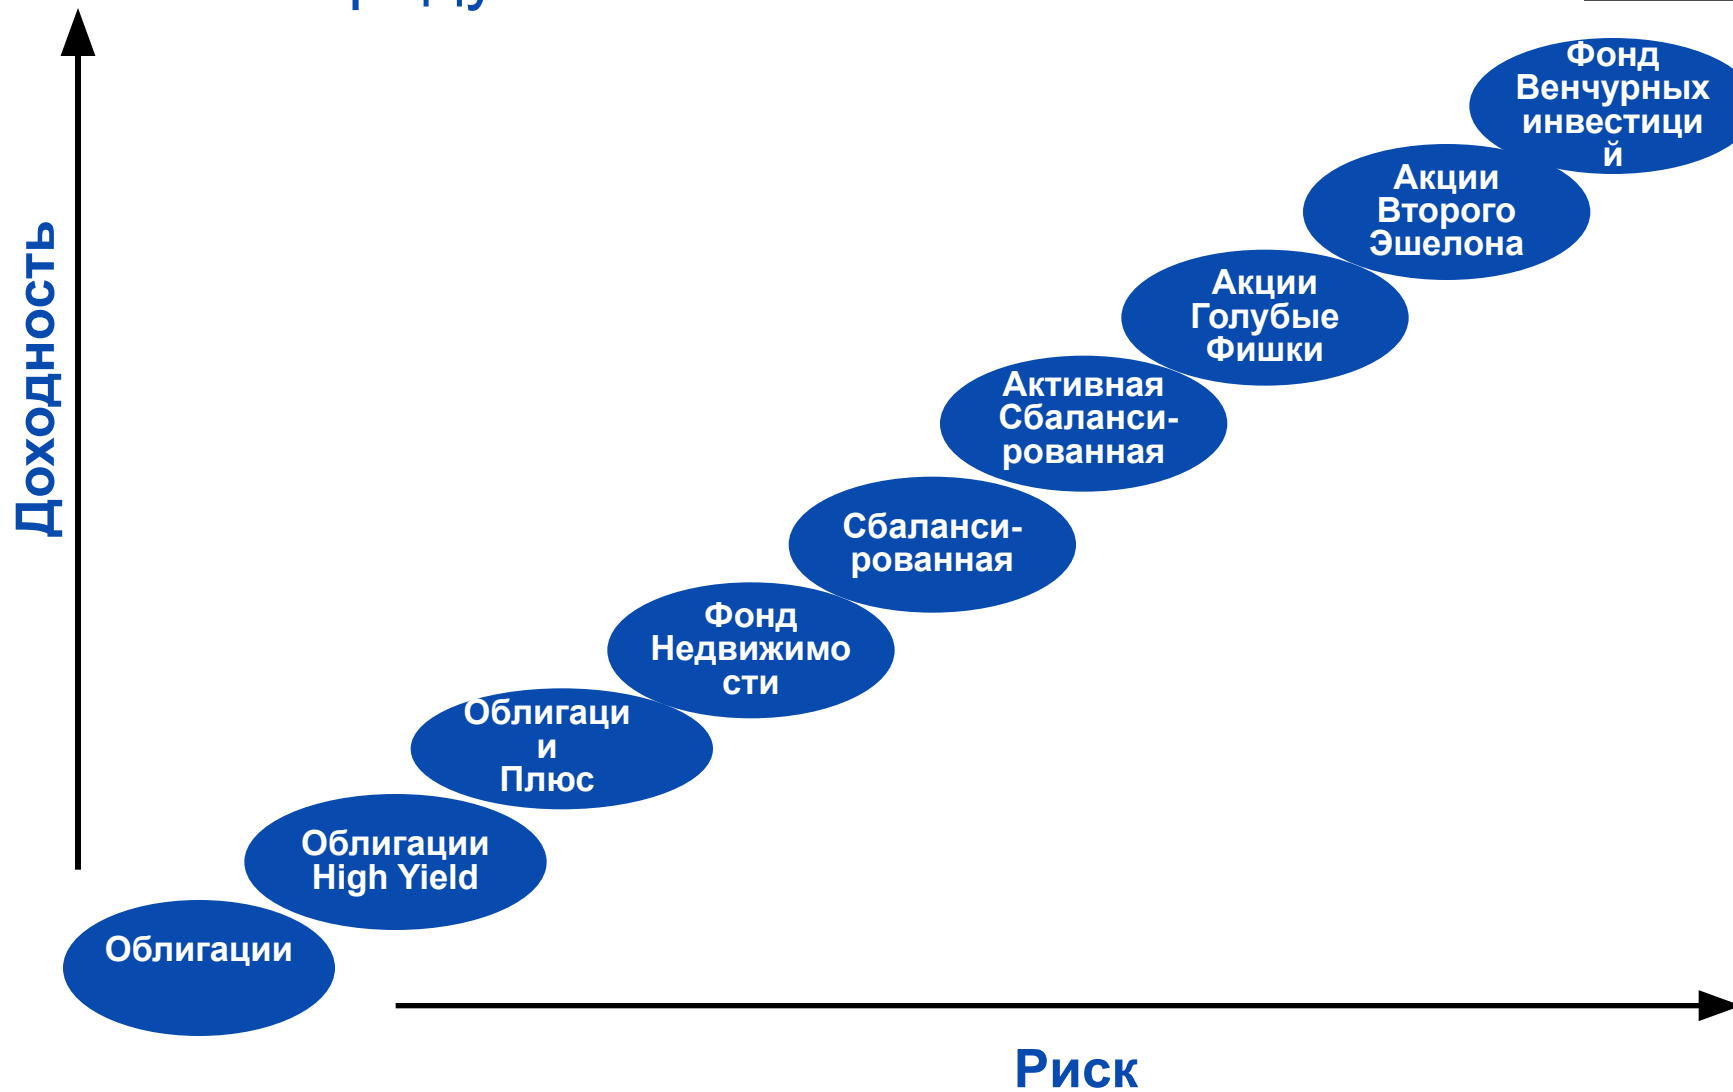 Фонд
Венчурных
инвестици
й
Акции
Второго
Эшелона
Акции
Голубые
Фишки
Активная
Сбаланси-
рованная
Сбаланси-
рованная
Фонд
Недвижимо
сти
Облигаци
и
Плюс
Облигации
High Yield
Облигации
Доходность
Риск